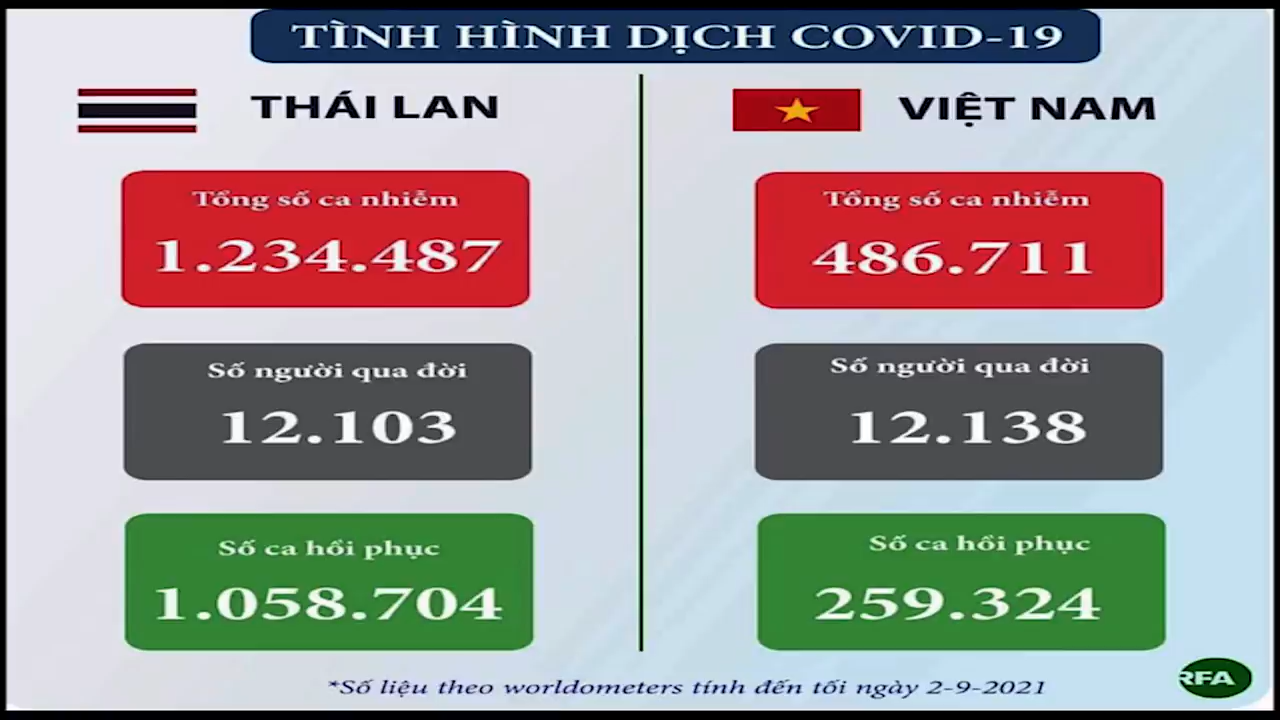 TÌNH HÌNH DỊCH COVID-19
THÁI LAN
Tổng số ca nhiễm
1.234.487
Số người qua đời
12.103
Số ca hồi phục
1.058.704
VIỆT NAM
Tổng số ca nhiễm
486.711
Số người qua đời
12.138
Số ca hồi phục
259.324
*Số liệu theo worldometers tính đến tối ngày 2-9-2021
RFA